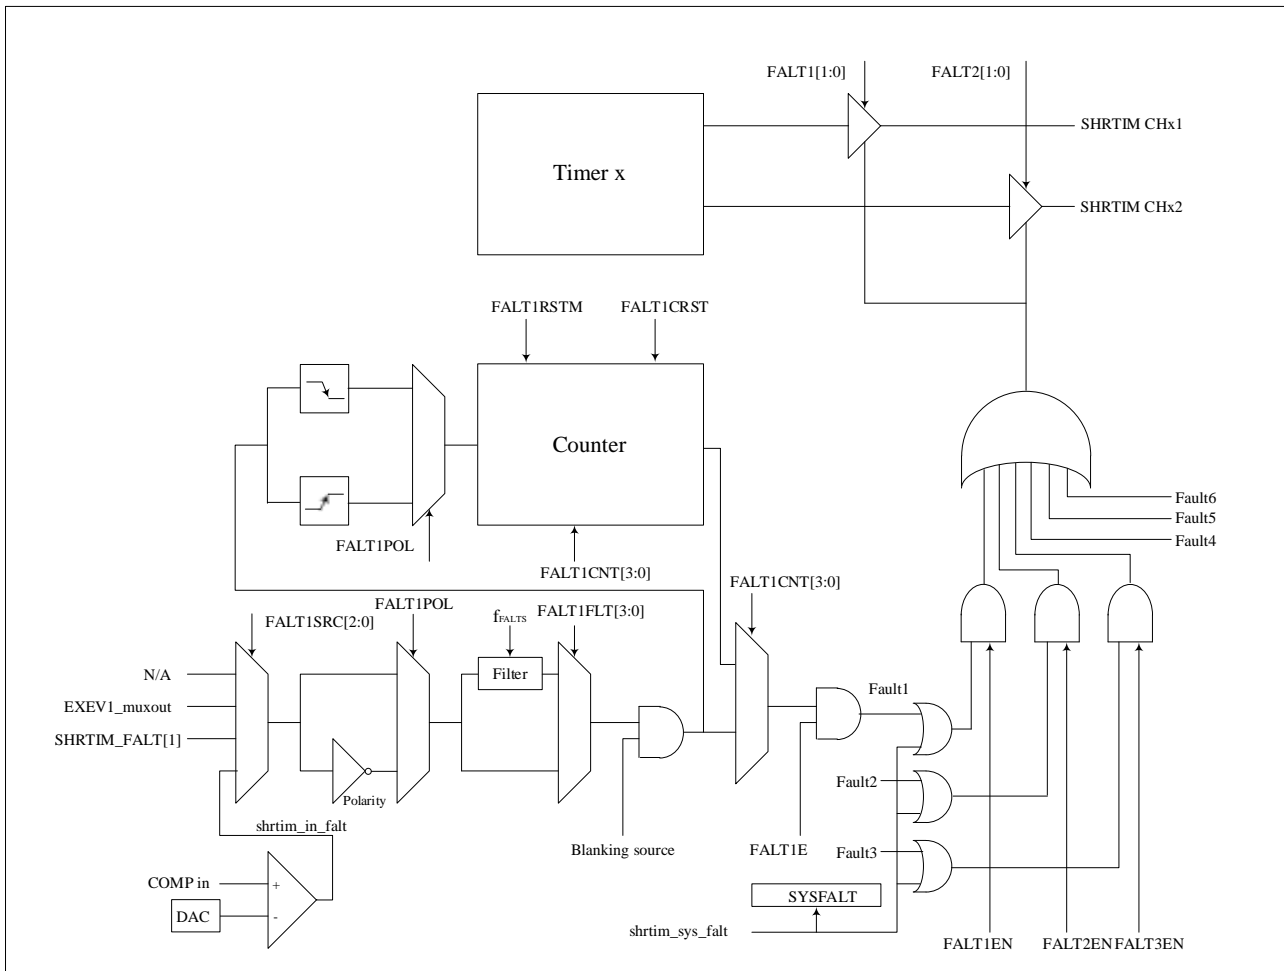 FALT1[1:0]
FALT2[1:0]
SHRTIM CHx1
Timer x
SHRTIM CHx2
FALT1RSTM
FALT1CRST
Counter
Fault6
Fault5
Fault4
FALT1POL
FALT1CNT[3:0]
FALT1CNT[3:0]
FALT1SRC[2:0]
FALT1POL
fFALTS
FALT1FLT[3:0]
N/A
Filter
EXEV1_muxout
Fault1
SHRTIM_FALT[1]
Polarity
Fault2
shrtim_in_falt
Blanking source
FALT1E
Fault3
COMP in
+
DAC
-
SYSFALT
shrtim_sys_falt
FALT1EN
FALT2EN
FALT3EN